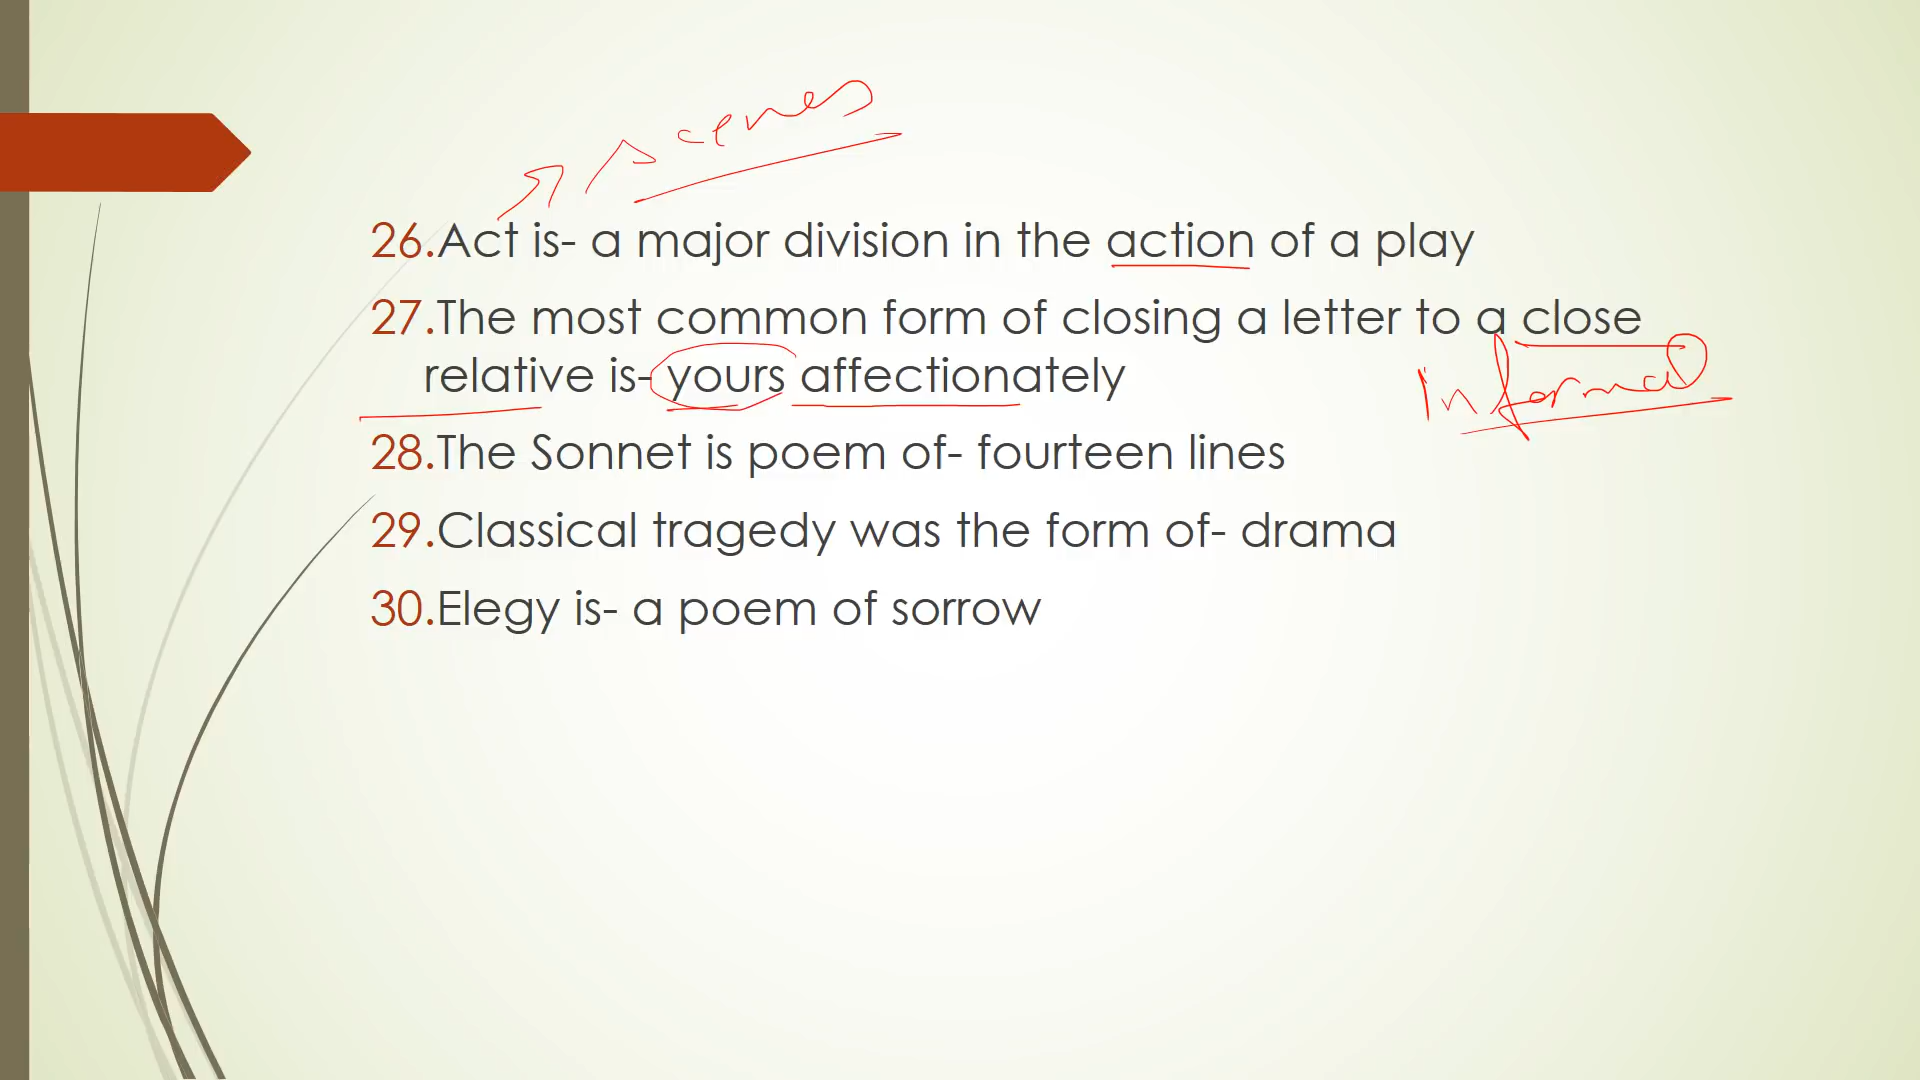 scenes
26.Act is- a major division in the action of a play
27.The most common form of closing a letter to a close
relative is- yours affectionately
informal
28.The Sonnet is poem of- fourteen lines
29.Classical tragedy was the form of- drama
30.Elegy is- a poem of sorrow